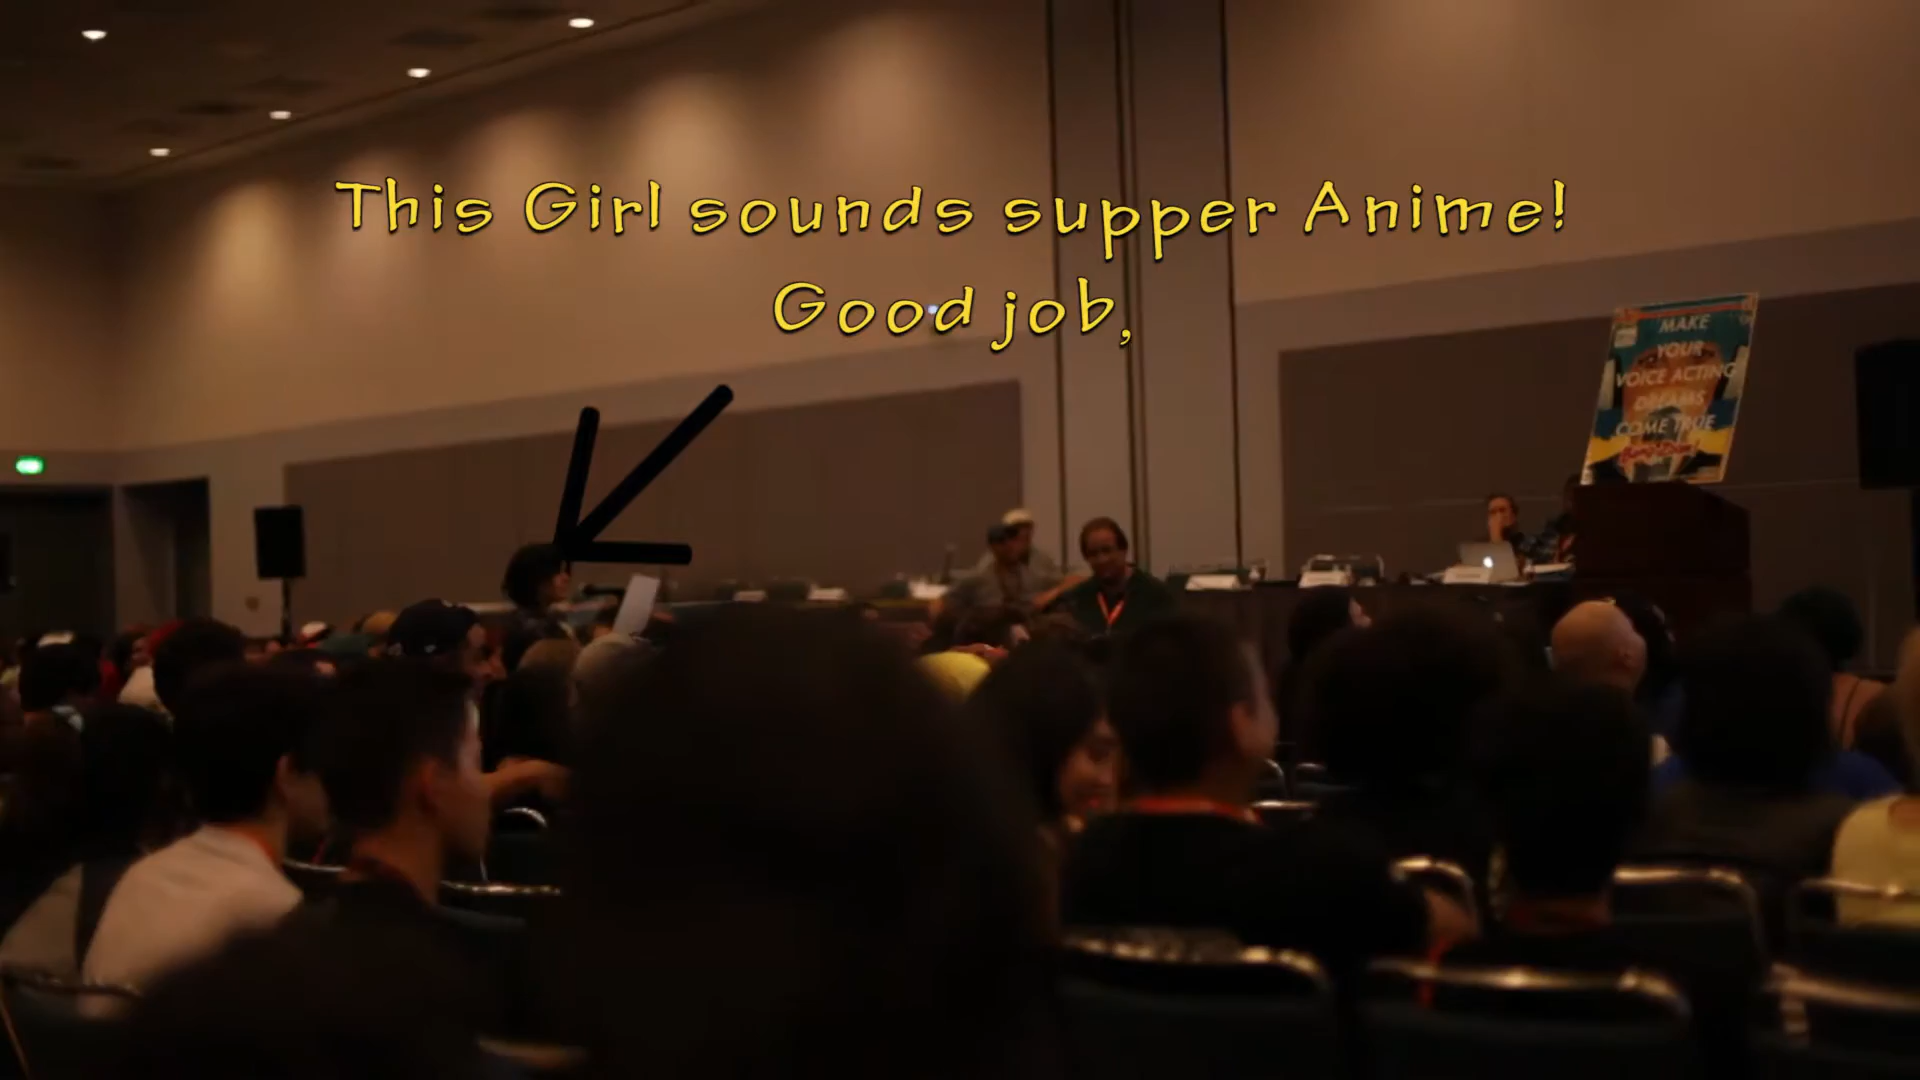 This Girl sounds supper Anime!
Good job,
MAKE
YOUR
VOICE ACTING
DREAMS
COME TRUE